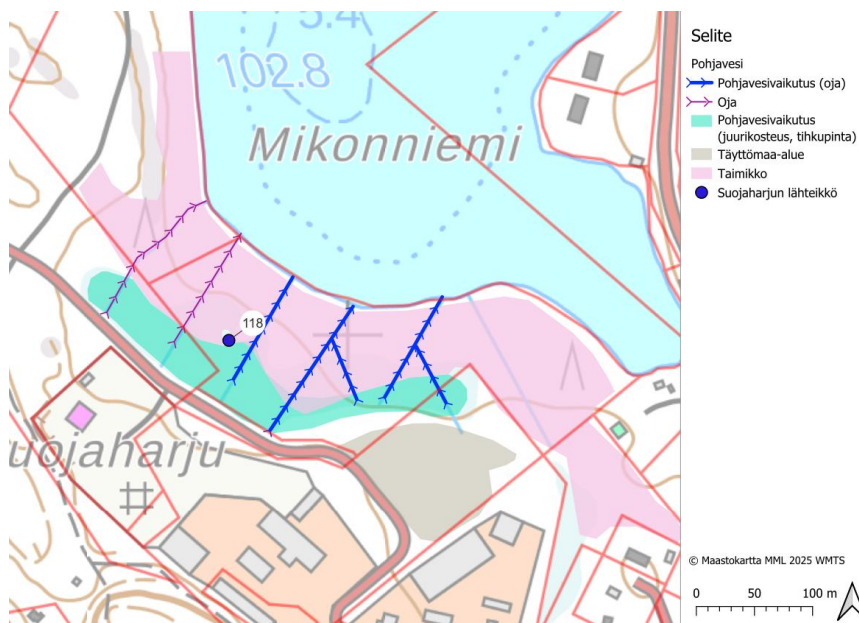 5.4
102.8
Mikonniemi
118
uojaharju
Selite
Pohjavesi
Pohjavesivaikutus (oja)
Oja
Pohjavesivaikutus
(juurikosteus, tihkupinta)
Täyttömaa-alue
Taimikko
Suojaharjun lähteikkö
© Maastokartta MML 2025 WMTS
0 50 100 m